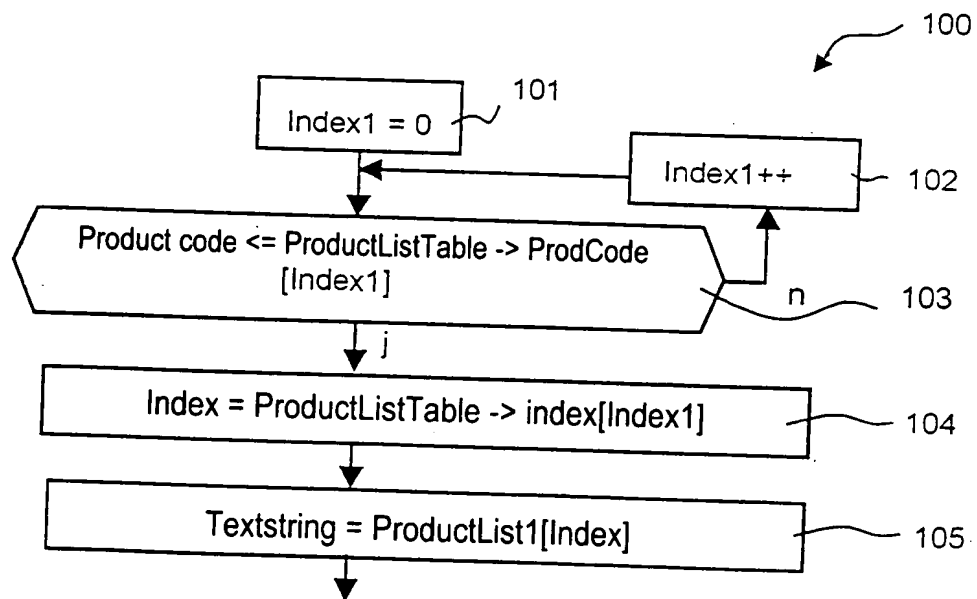 100
101
Index1 = 0
Index1++
102
Product code <= ProductListTable -> ProdCode
[Index1]
n
103
j
Index = ProductListTable -> index[Index1]
104
Textstring = ProductList1[Index]
105